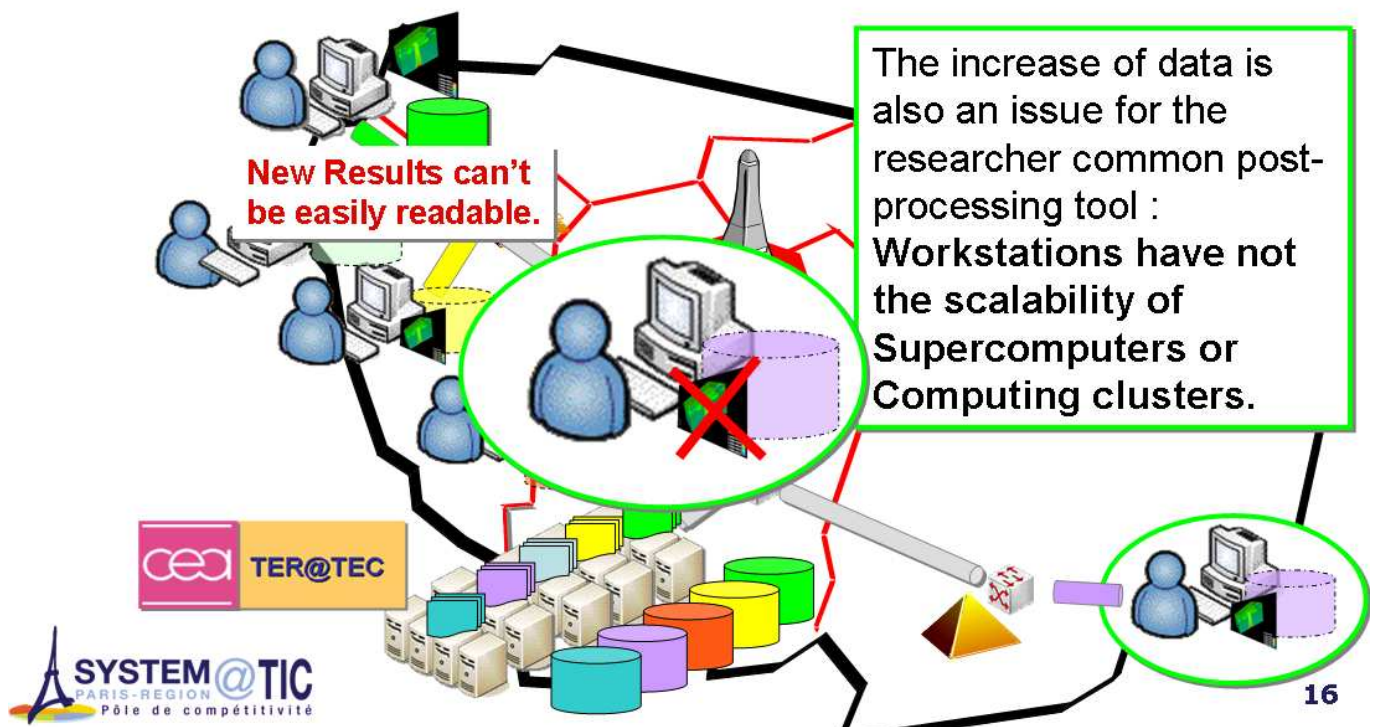 The increase of data is
also an issue for the
researcher common post-
processing tool :
Workstations have not
the scalability of
Supercomputers or
Computing clusters.
New Results can't
be easily readable.
cea TER@TEC
SYSTEM@TIC
PARIS-REGION
Pôle de compétitivité
16